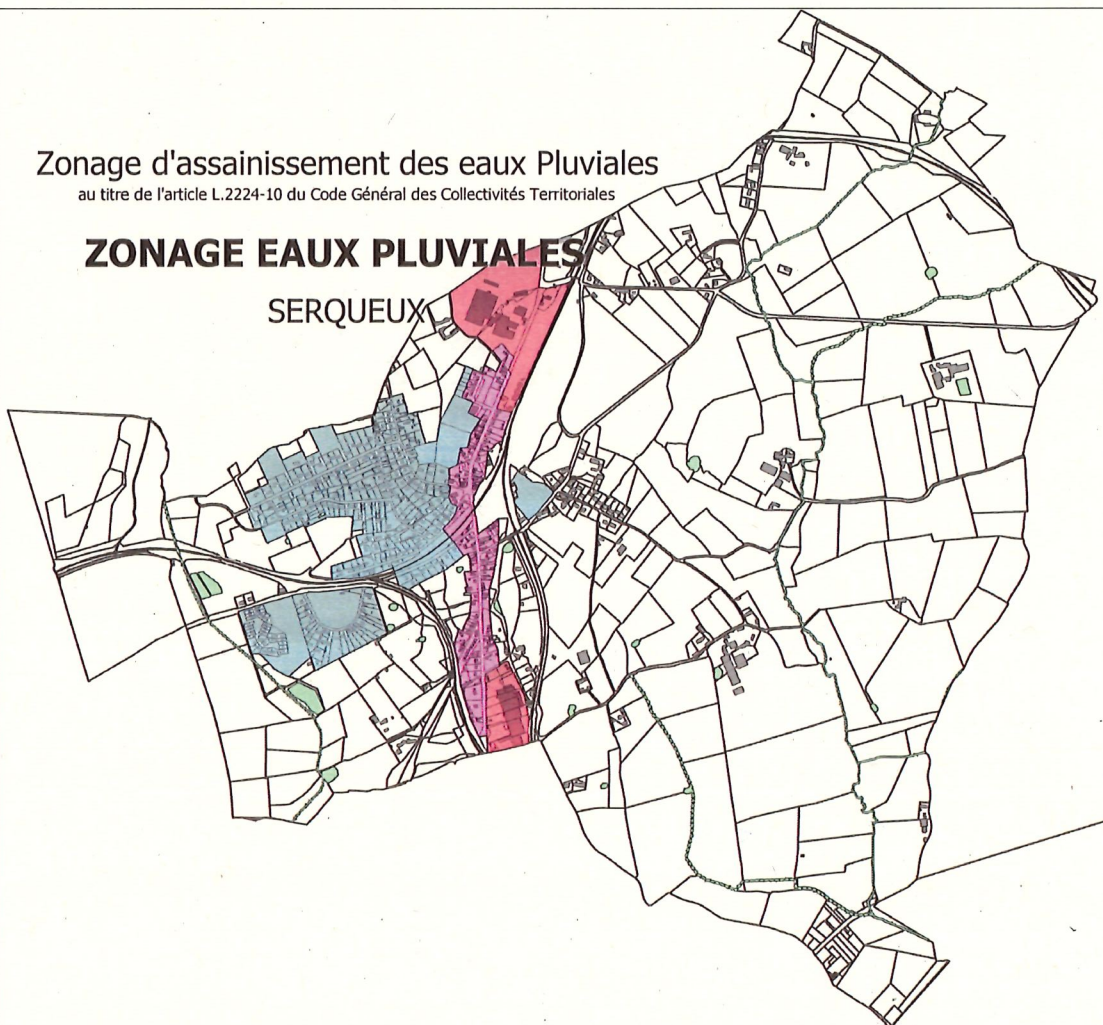 Zonage d'assainissement des eaux Pluviales
au titre de l'article L.2224-10 du Code Général des Collectivités Territoriales
ZONAGE EAUX PLUVIALES
SERQUEUX